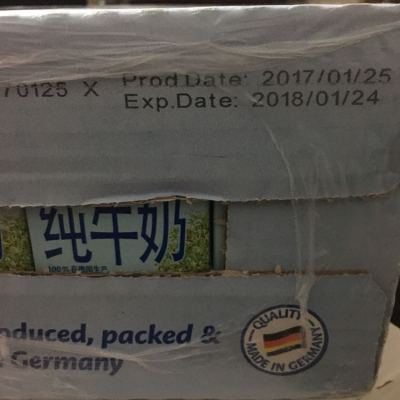 70125 X Prod Date: 2017/01/25
Exp.Date: 2018/01/24
纯牛奶
oduced, packed &
Germany
QUALITY
MADE IN GERMANY